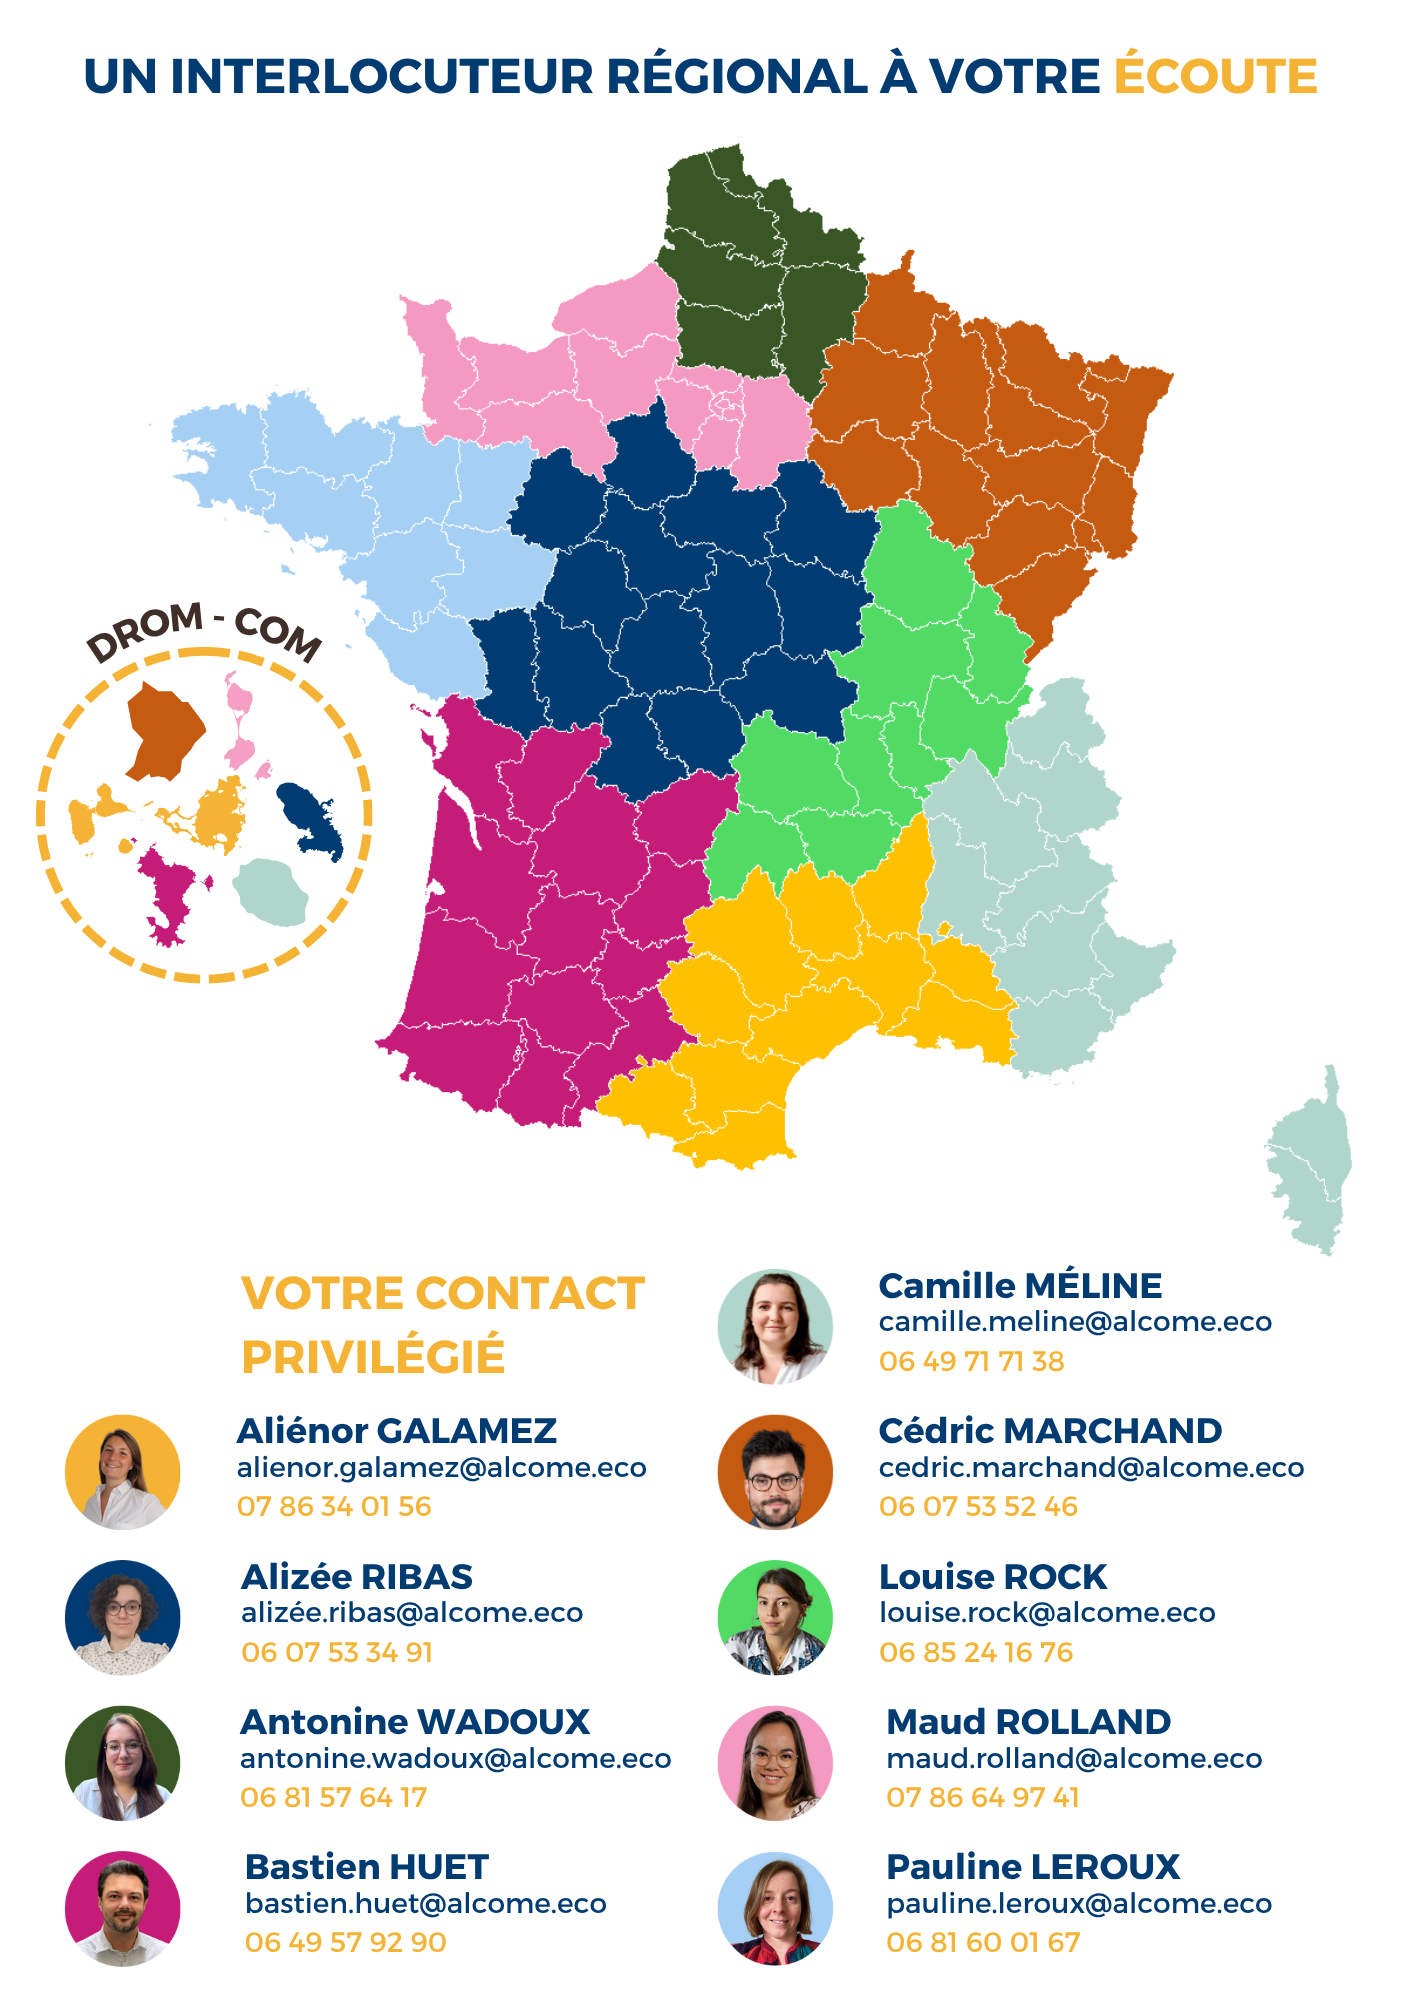 UN INTERLOCUTEUR RÉGIONAL À VOTRE ÉCOUTE
DROM - COM
VOTRE CONTACT
PRIVILÉGIÉ
Camille MÉLINE
camille.meline@alcome.eco
06 49 71 71 38
Aliénor GALAMEZ
alienor.galamez@alcome.eco
07 86 34 01 56
Cédric MARCHAND
cedric.marchand@alcome.eco
06 07 53 52 46
Alizée RIBAS
alizée.ribas@alcome.eco
06 07 53 34 91
Louise ROCK
louise.rock@alcome.eco
06 85 24 16 76
Antonine WADOUX
antonine.wadoux@alcome.eco
06 81 57 64 17
Maud ROLLAND
maud.rolland@alcome.eco
07 86 64 97 41
Bastien HUET
bastien.huet@alcome.eco
06 49 57 92 90
Pauline LEROUX
pauline.leroux@alcome.eco
06 81 60 01 67